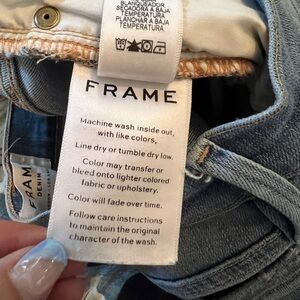 BLANQUEADOR
SECADORA A BAJA
TEMPERATURA
PLANCHAR A BAJA
TEMPERATURA.
FRAME
Machine wash inside out,
with like colors,
Line dry or tumble dry low.
Color may transfer or
bleed onto lighter colored
fabric or upholstery.
Color will fade over time.
Follow care instructions
to maintain the original
character of the wash.
FRAME
DENIM